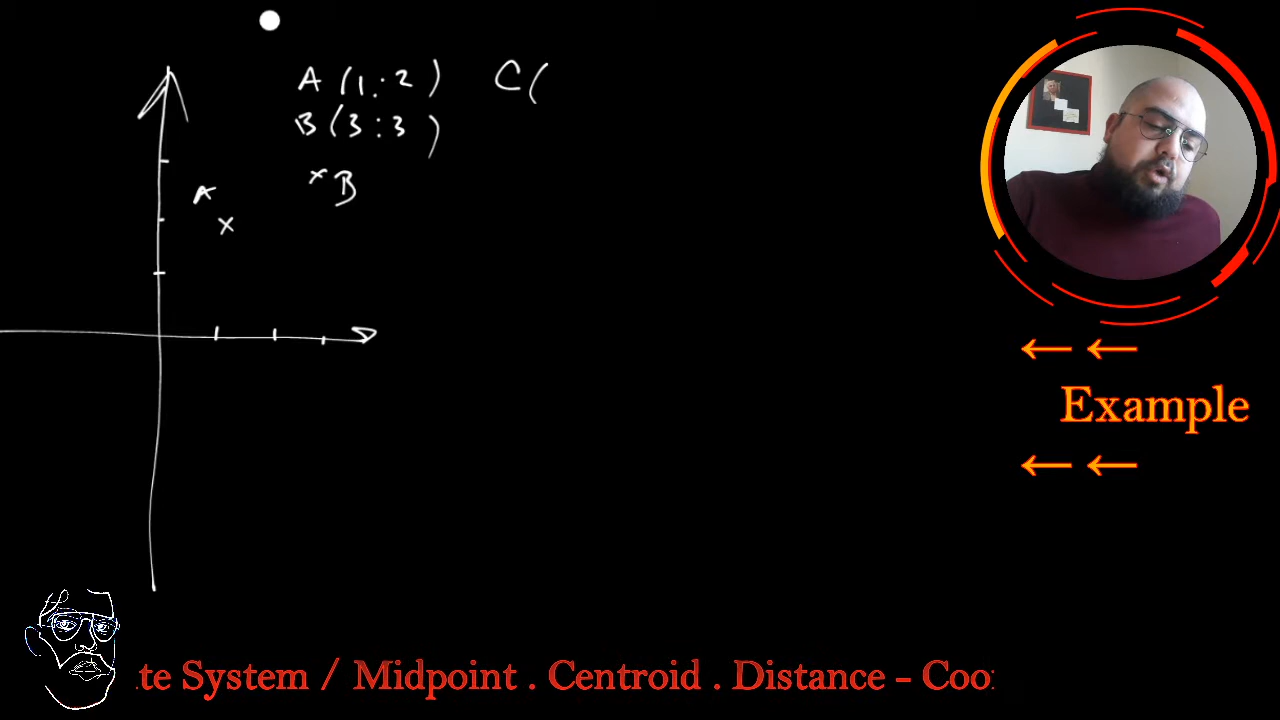 A (1 : 2) C(
B (3 : 3)
B
A
Example
te System / Midpoint . Centroid . Distance - Coo